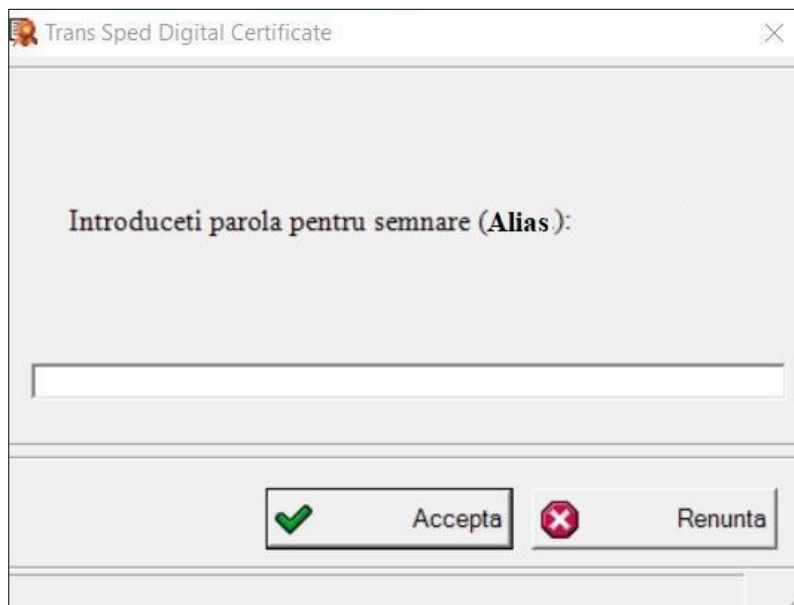 Trans Sped Digital Certificate
Introduceti parola pentru semnare (Alias ):
Accepta Renunta